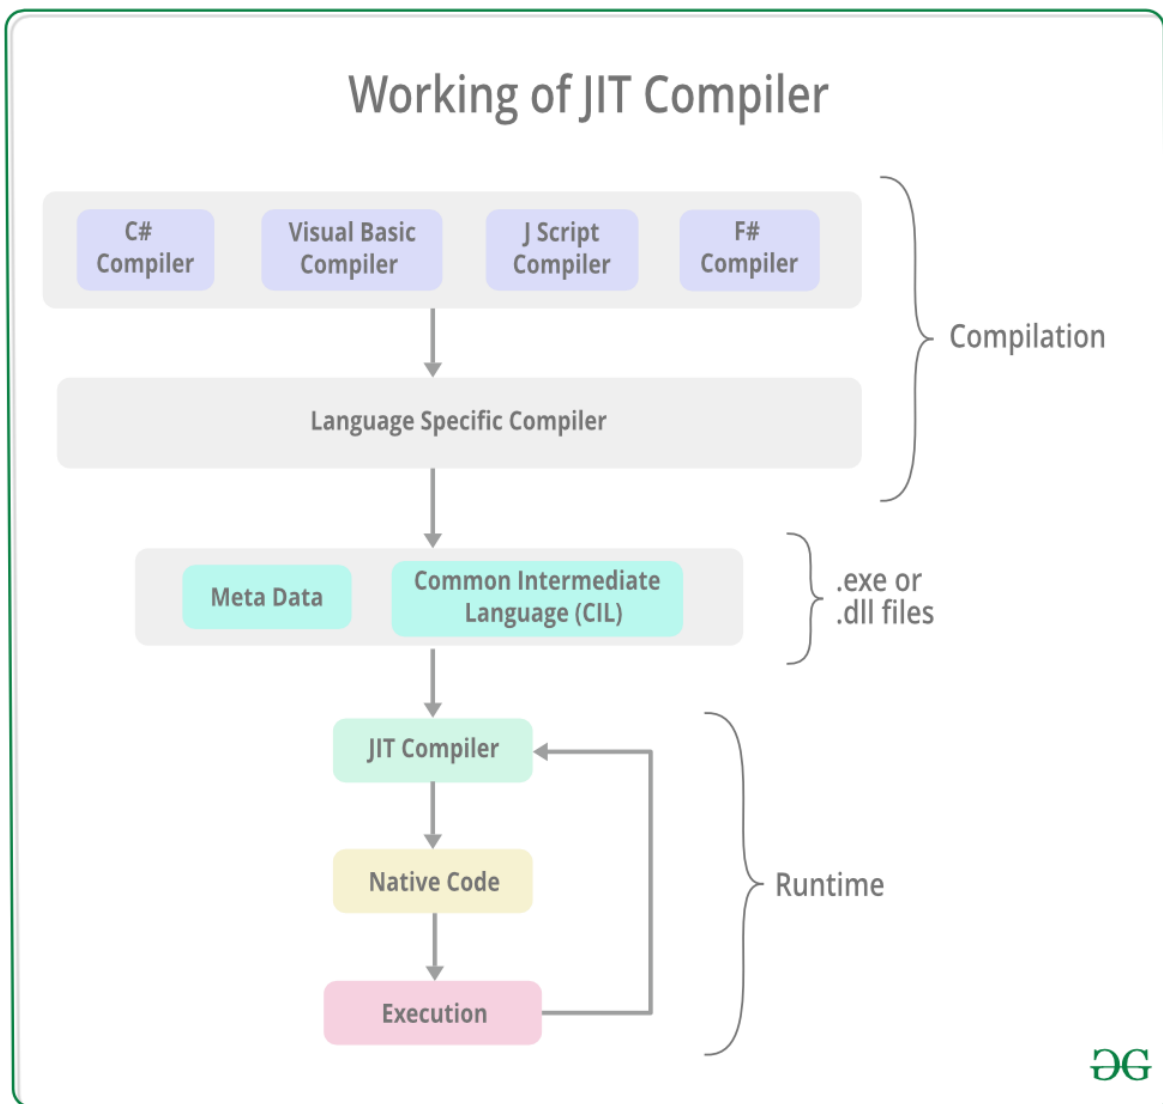 Working of JIT Compiler
C#
Compiler
Visual Basic
Compiler
J Script
Compiler
F#
Compiler
Compilation
Language Specific Compiler
Meta Data
Common Intermediate
Language (CIL)
.exe or
.dll files
JIT Compiler
Native Code
Runtime
Execution